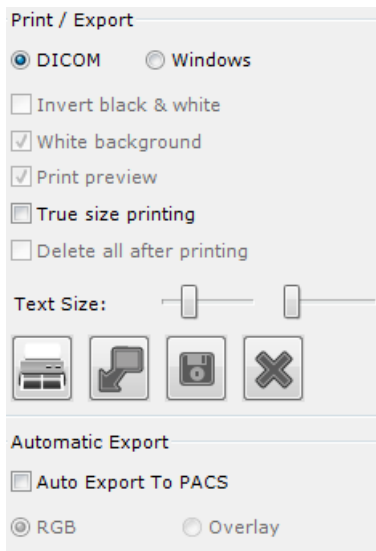 Print / Export
DICOM Windows
Invert black & white
White background
Print preview
True size printing
Delete all after printing
Text Size:
Automatic Export
Auto Export To PACS
RGB Overlay